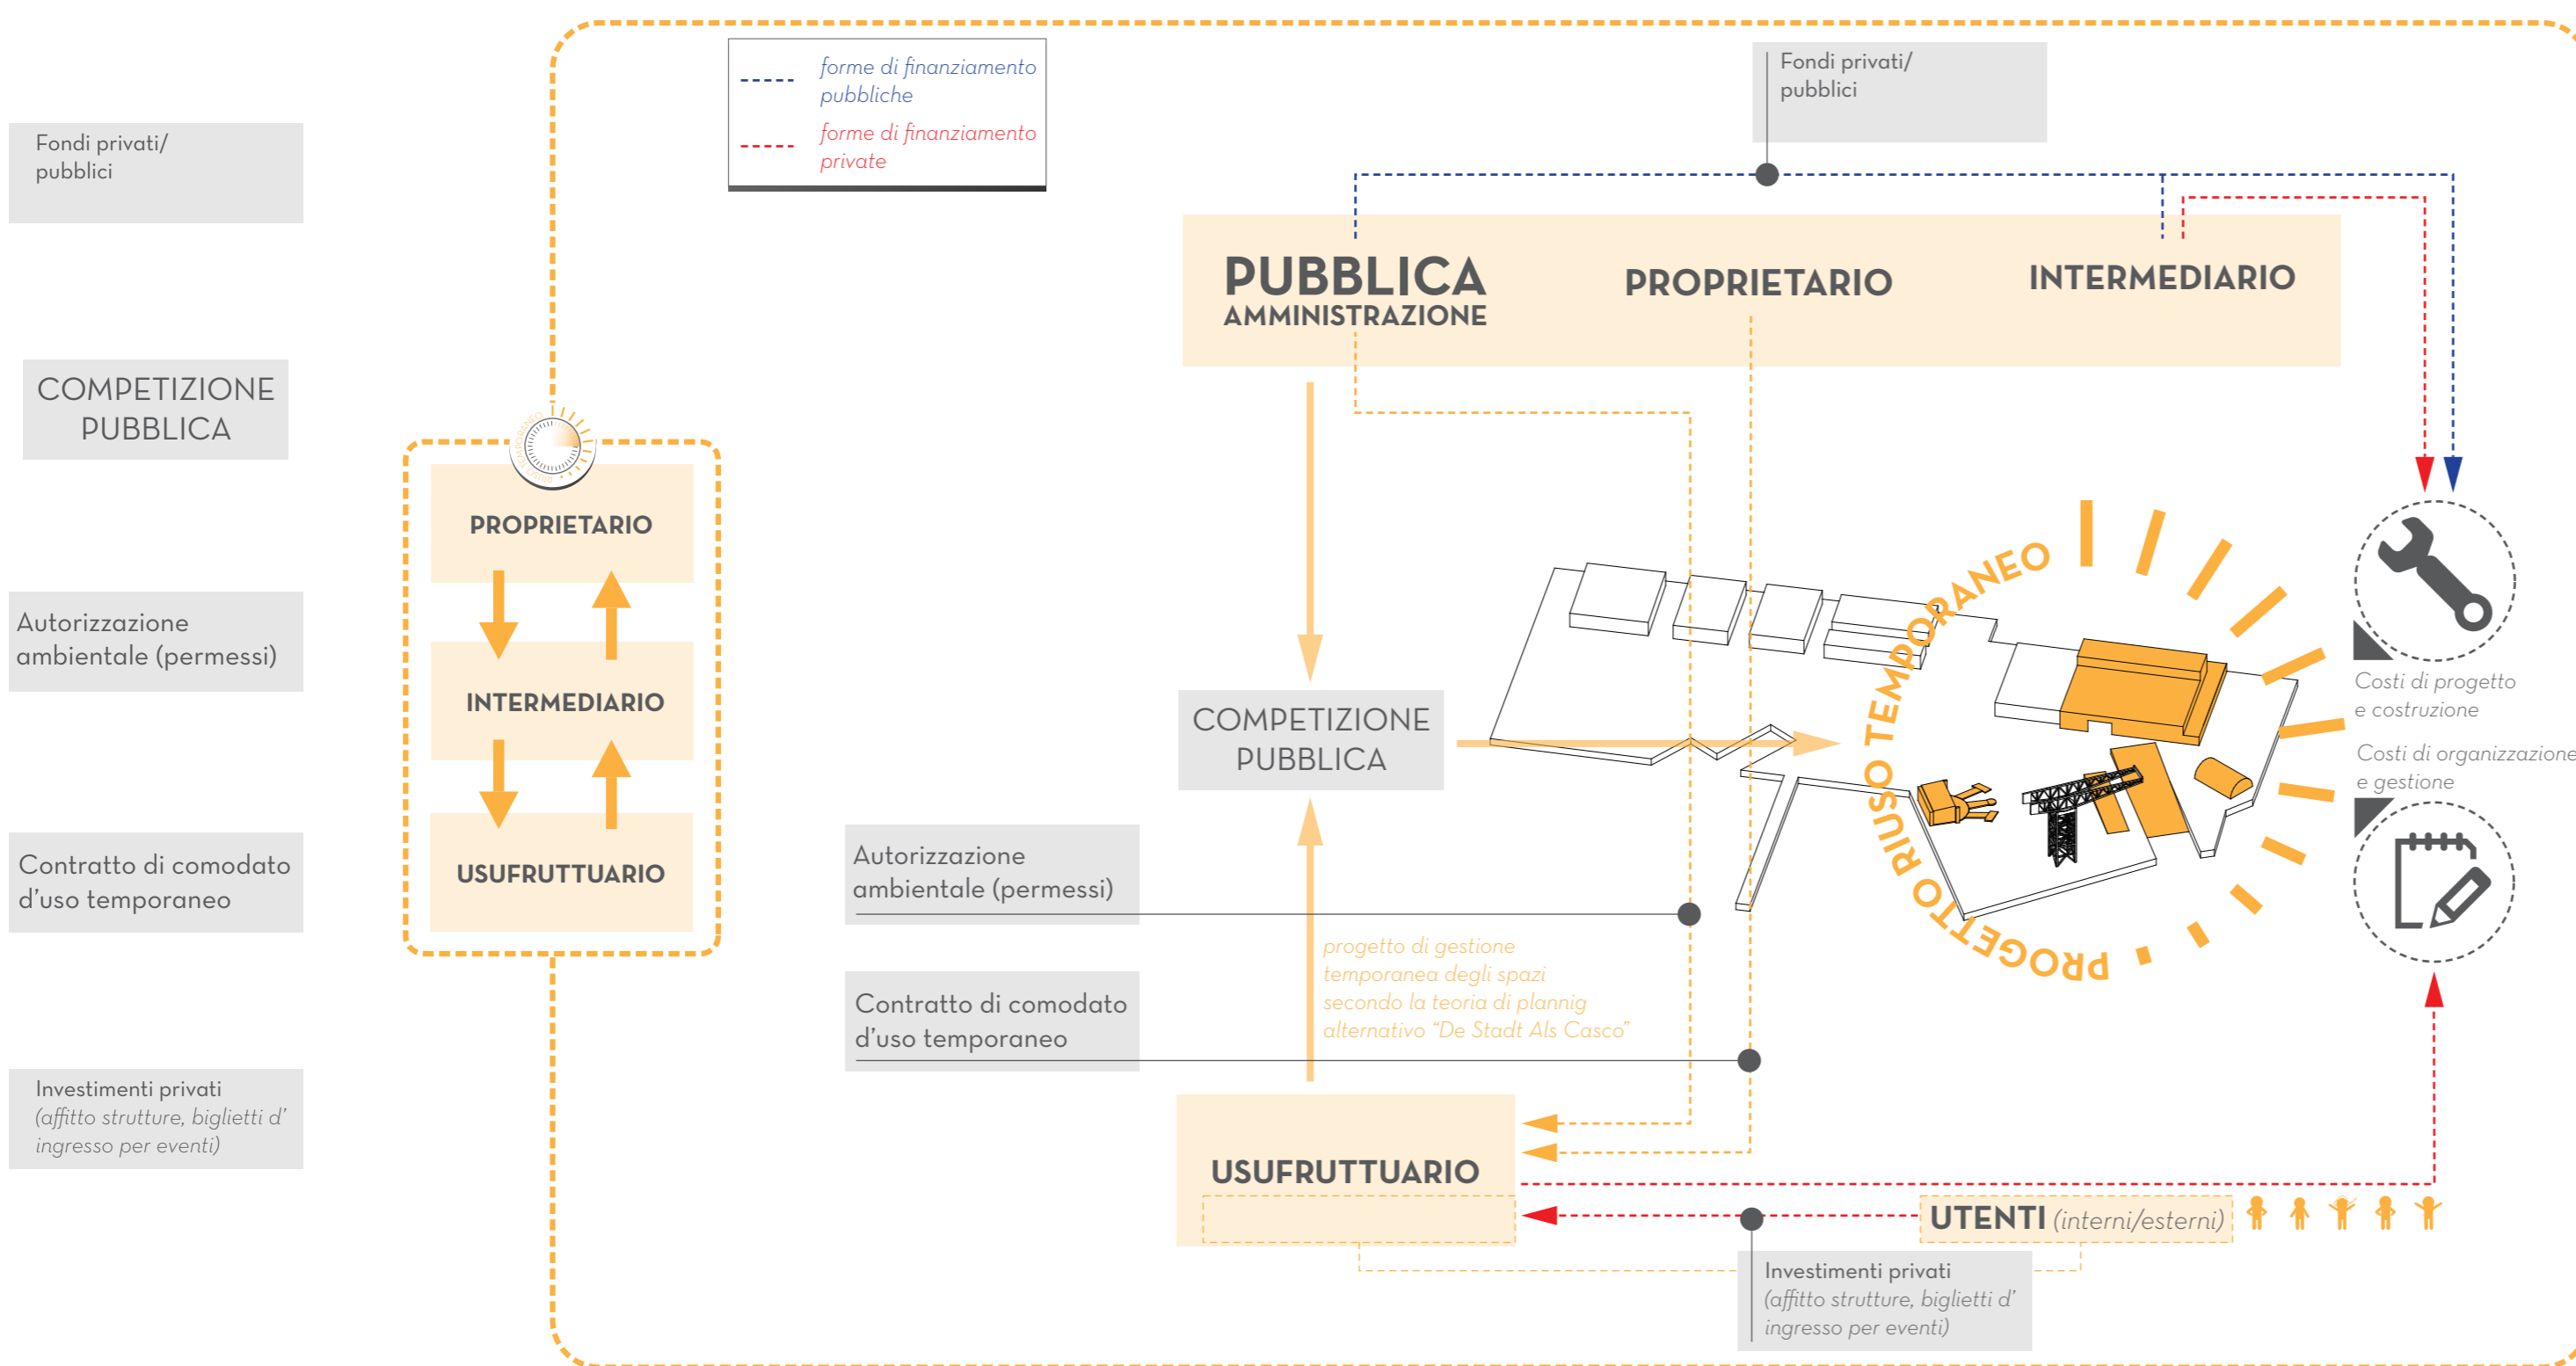 Fondi privati/
pubblici
COMPETIZIONE
PUBBLICA
Autorizzazione
ambientale (permessi)
Contratto di comodato
d'uso temporaneo
Investimenti privati
(affitto strutture, biglietti d'
ingresso per eventi)
RIUSO TEMPORANEO
PROPRIETARIO
INTERMEDIARIO
USUFRUTTUARIO
forme di finanziamento
pubbliche
forme di finanziamento
private
Fondi privati/
pubblici
PUBBLICA
AMMINISTRAZIONE
PROPRIETARIO
INTERMEDIARIO
COMPETIZIONE
PUBBLICA
PROGETTO RIUSO TEMPORANEO
Costi di progetto
e costruzione
Costi di organizzazione
e gestione
Autorizzazione
ambientale (permessi)
Contratto di comodato
d'uso temporaneo
progetto di gestione
temporanea degli spazi
secondo la teoria di plannig
alternativo "De Stadt Als Casco"
USUFRUTTUARIO
UTENTI (interni/esterni)
Investimenti privati
(affitto strutture, biglietti d'
ingresso per eventi)